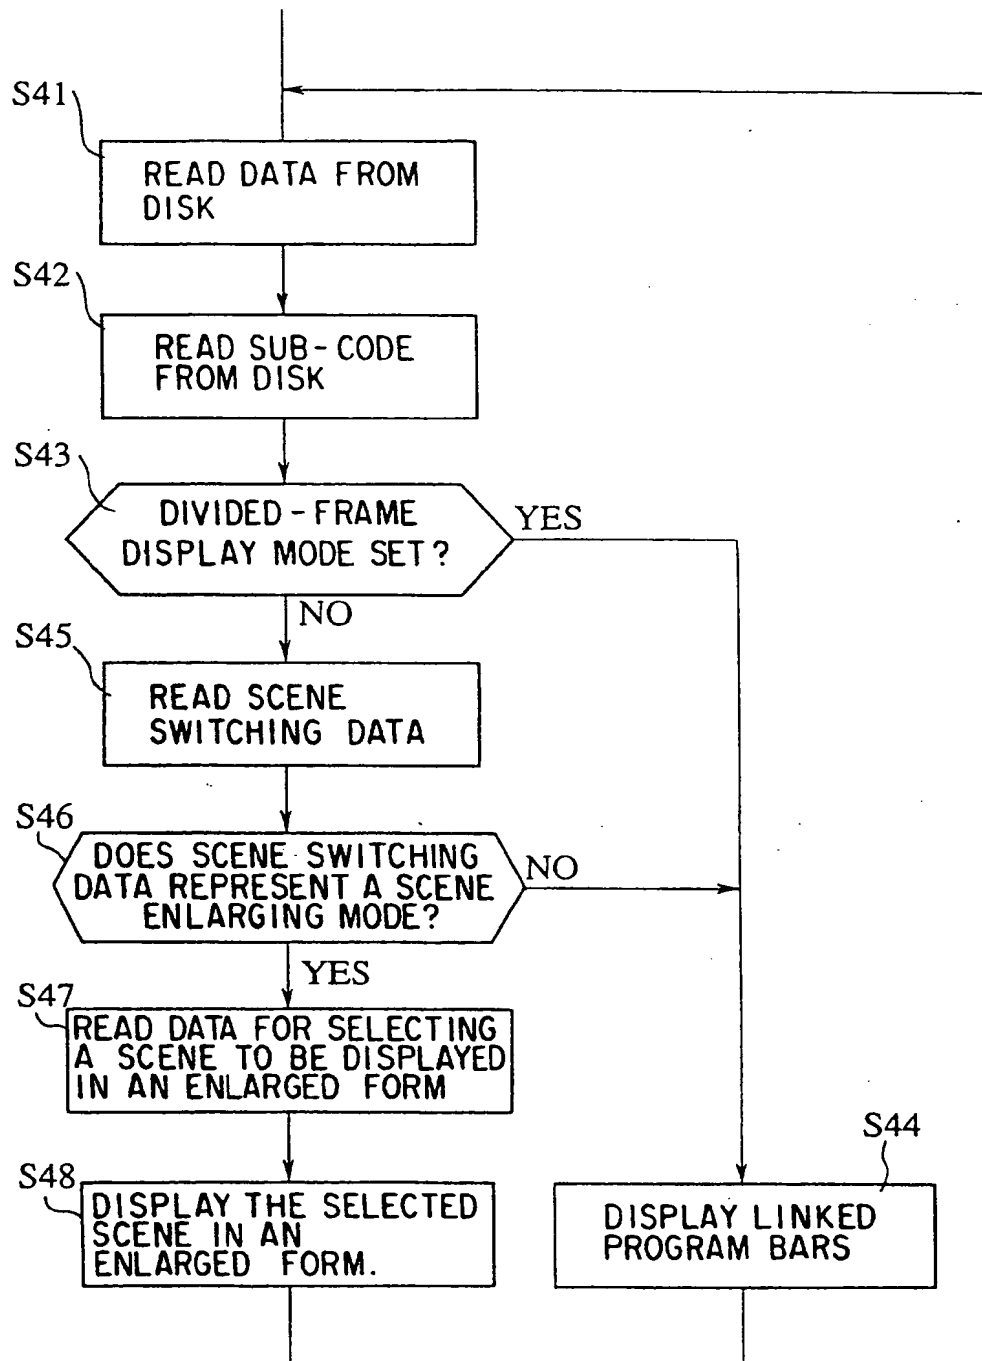 S41
READ DATA FROM
DISK
S42
READ SUB-CODE
FROM DISK
S43
DIVIDED-FRAME
DISPLAY MODE SET?
YES
NO
S45
READ SCENE
SWITCHING DATA
S46
DOES SCENE SWITCHING
DATA REPRESENT A SCENE
ENLARGING MODE?
NO
YES
S47
READ DATA FOR SELECTING
A SCENE TO BE DISPLAYED
IN AN ENLARGED FORM
S48
DISPLAY THE SELECTED
SCENE IN AN
ENLARGED FORM.
S44
DISPLAY LINKED
PROGRAM BARS